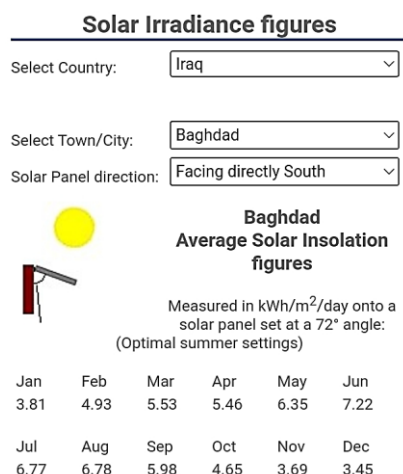 Solar Irradiance figures
Select Country: Iraq
Select Town/City: Baghdad
Solar Panel direction: Facing directly South
Baghdad
Average Solar Insolation
figures
Measured in kWh/m²/day onto a
solar panel set at a 72° angle:
(Optimal summer settings)
Jan Feb Mar Apr May Jun
3.81 4.93 5.53 5.46 6.35 7.22
Jul Aug Sep Oct Nov Dec
6.77 6.78 5.98 4.65 3.69 3.45